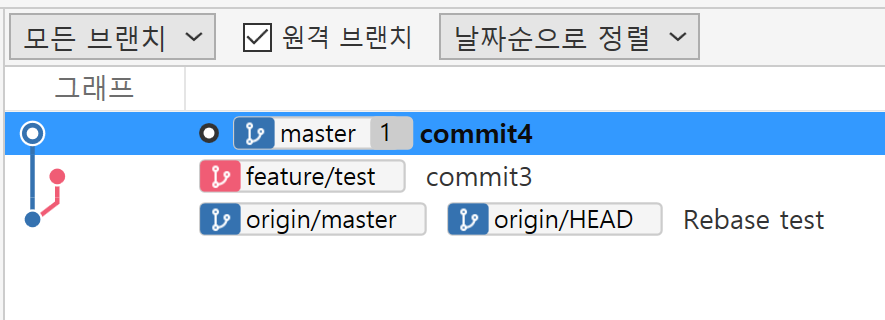 모든 브랜치 원격 브랜치 날짜순으로 정렬
그래프
master 1 commit4
feature/test commit3
origin/master origin/HEAD Rebase test